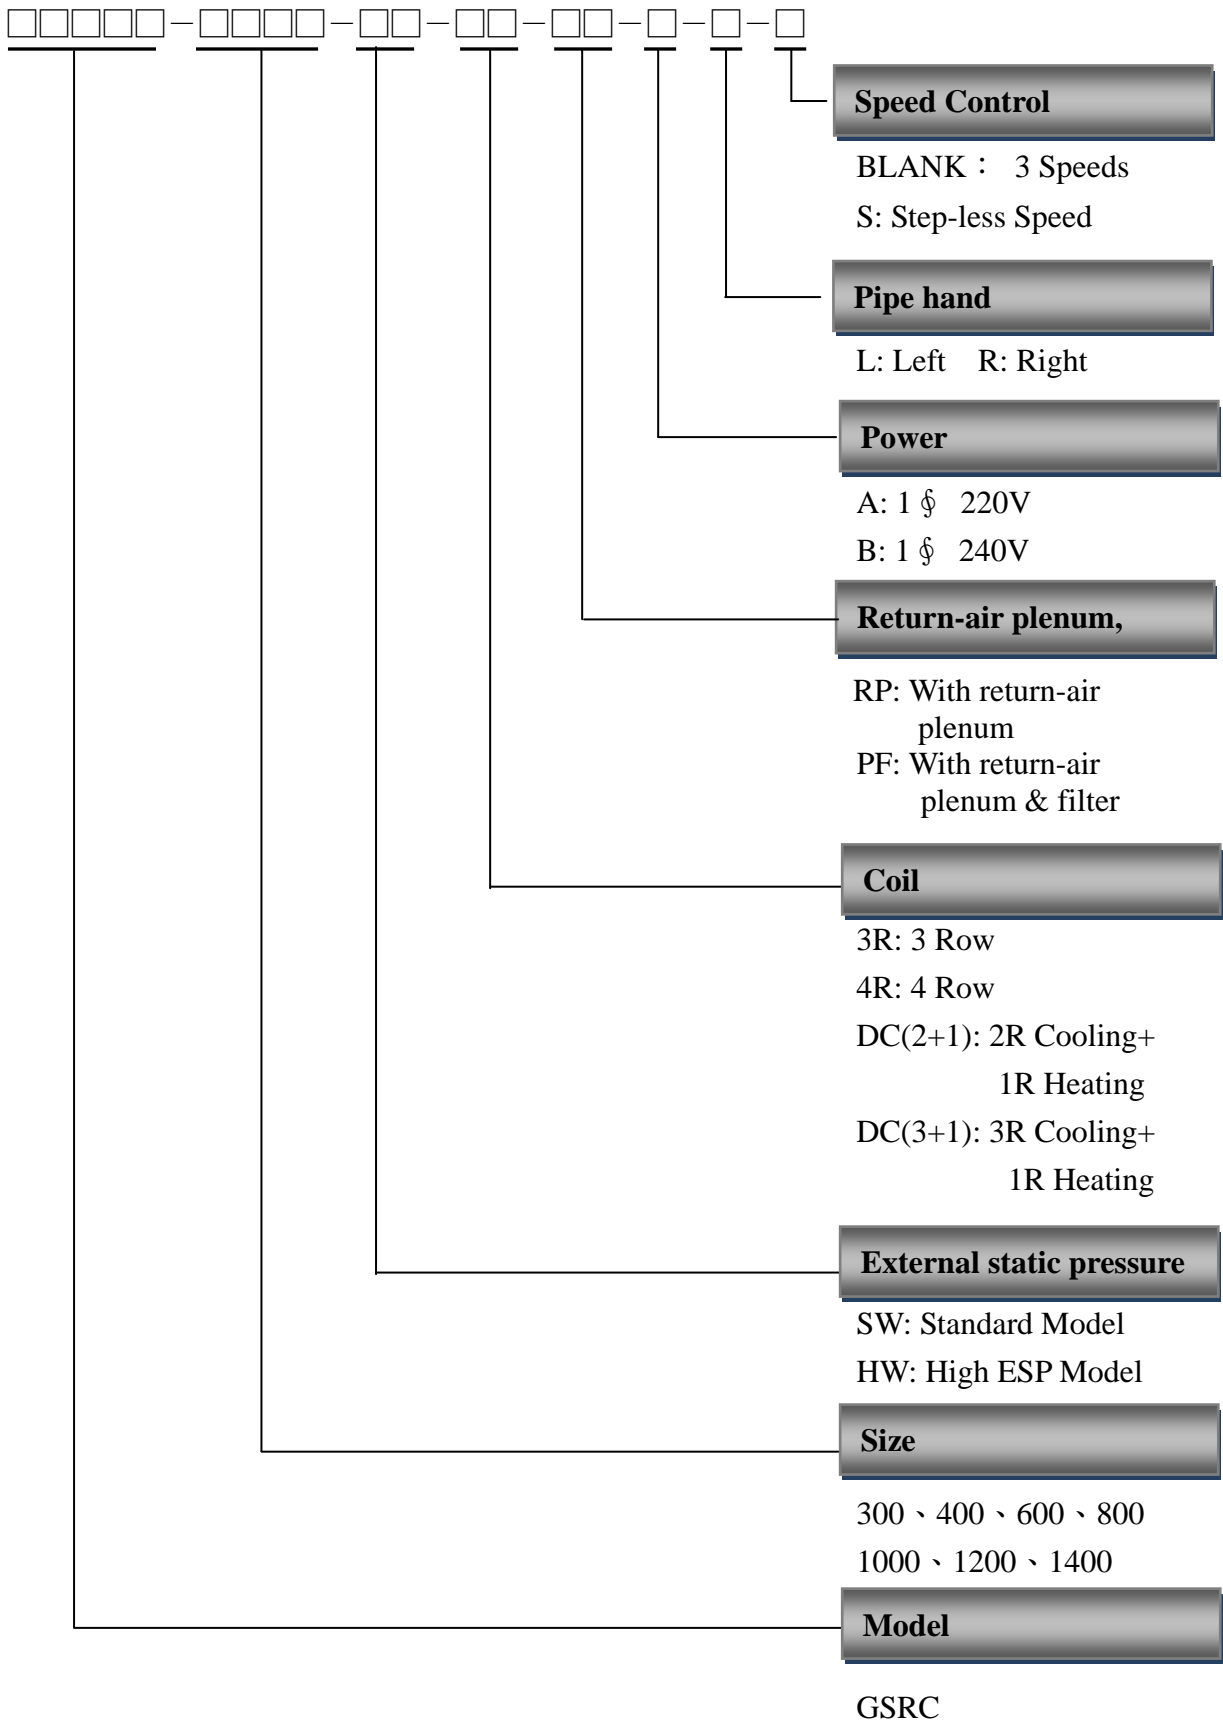 □□□□□－□□□□－□□－□□－□□－□－□－□
Speed Control
BLANK： 3 Speeds
S: Step-less Speed
Pipe hand
L: Left R: Right
Power
A: 1 ∮ 220V
B: 1 ∮ 240V
Return-air plenum,
RP: With return-air
plenum
PF: With return-air
plenum & filter
Coil
3R: 3 Row
4R: 4 Row
DC(2+1): 2R Cooling+
1R Heating
DC(3+1): 3R Cooling+
1R Heating
External static pressure
SW: Standard Model
HW: High ESP Model
Size
300、400、600、800
1000、1200、1400
Model
GSRC